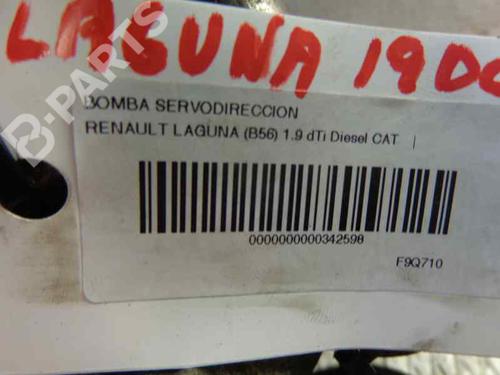 LAGUNA 19DC
B-PARTS
BOMBA SERVODIRECCION
RENAULT LAGUNA (B56) 1.9 dTi Diesel CAT |
0000000000342598
F9Q710